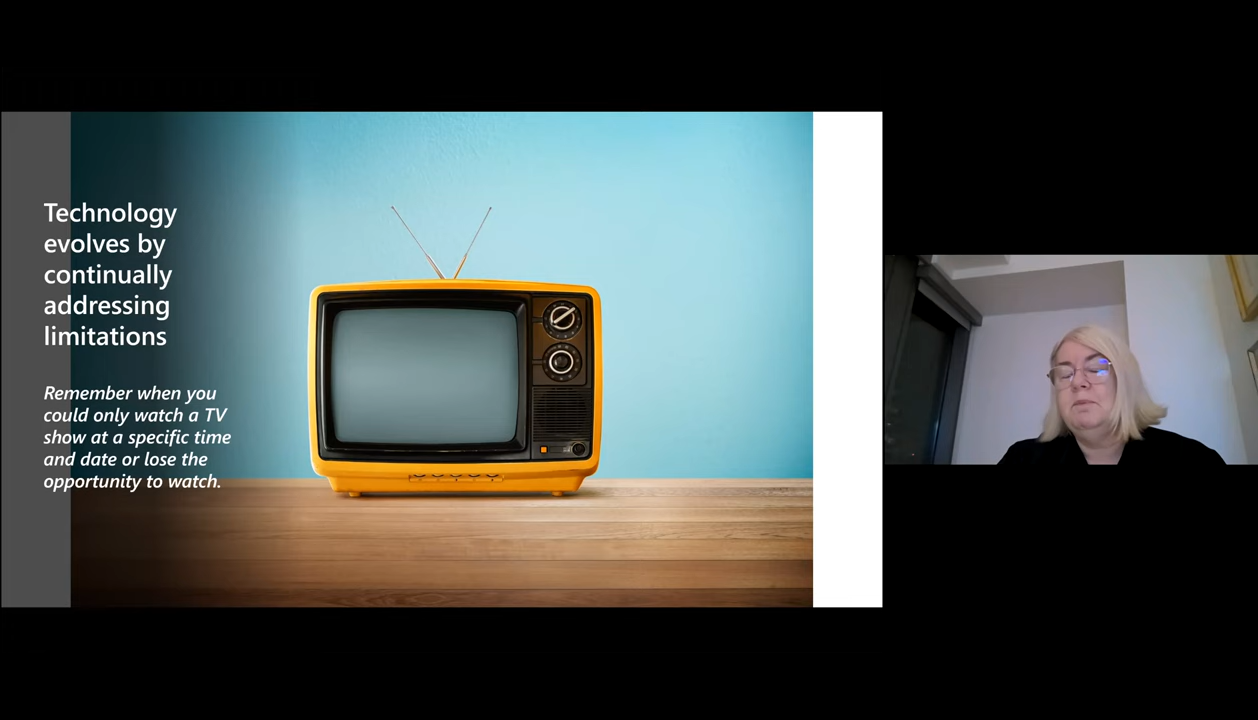 Technology
evolves by
continually
addressing
limitations
Remember when you
could only watch a TV
show at a specific time
and date or lose the
opportunity to watch.